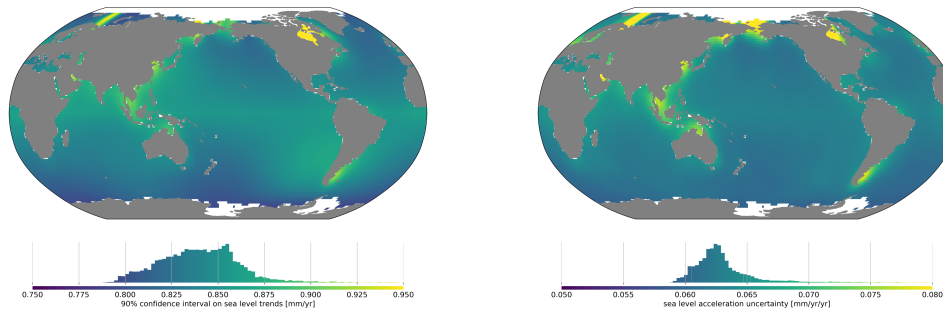 0.750 0.775 0.800 0.825 0.850 0.875 0.900 0.925 0.950
90% confidence interval on sea level trends [mm/yr]
0.050 0.055 0.060 0.065 0.070 0.075 0.080
sea level acceleration uncertainty [mm/yr/yr]